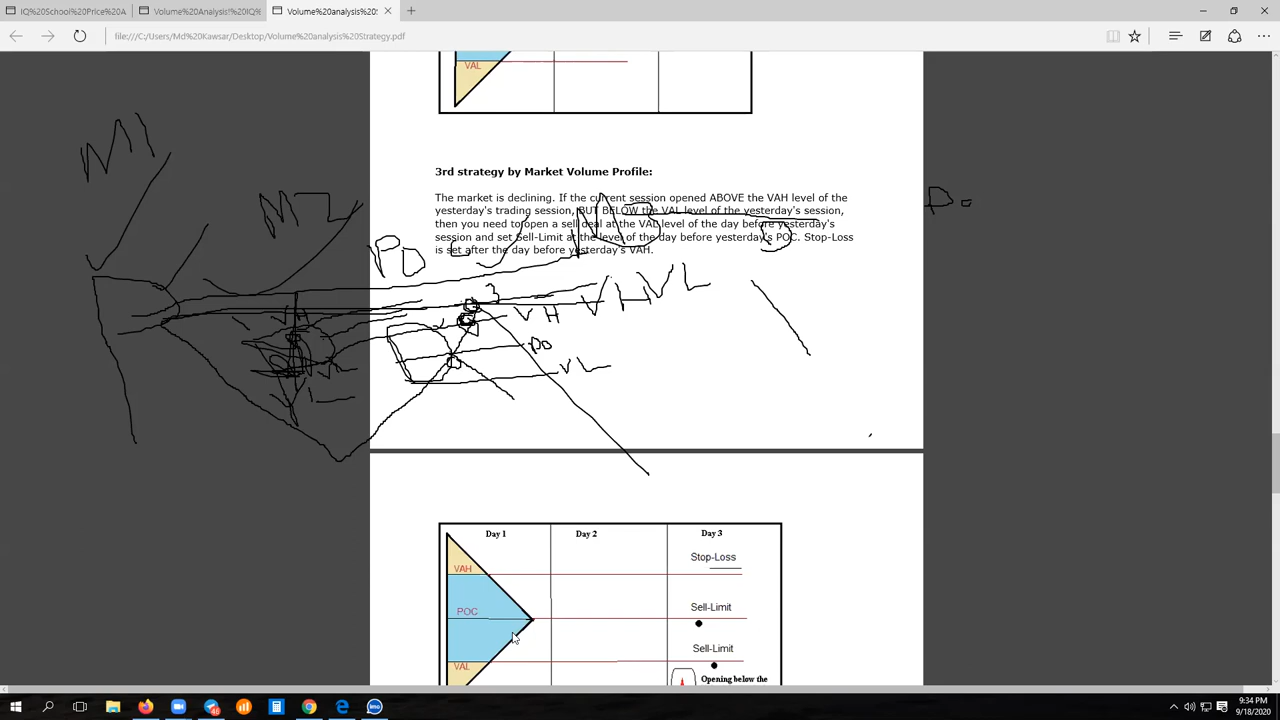 IQ%20School%20Price%20A
Volume%20Analysis!%20IQ%
Volume%20analysis%20S
file:///C:/Users/Md%20Kawsar/Desktop/Volume%20analysis%20Strategy.pdf
VAL
3rd strategy by Market Volume Profile:
The market is declining. If the current session opened ABOVE the VAH level of the
yesterday's trading session, BUT BELOW the VAL level of the yesterday's session,
then you need to open a sell deal at the VAL level of the day before yesterday's
session and set Sell-Limit at the level of the day before yesterday's POC. Stop-Loss
is set after the day before yesterday's VAH.
VH
VL
Day 1
Day 2
Day 3
Stop-Loss
VAH
POC
Sell-Limit
Sell-Limit
VAL
Opening below the
46
9:34 PM
9/18/2020